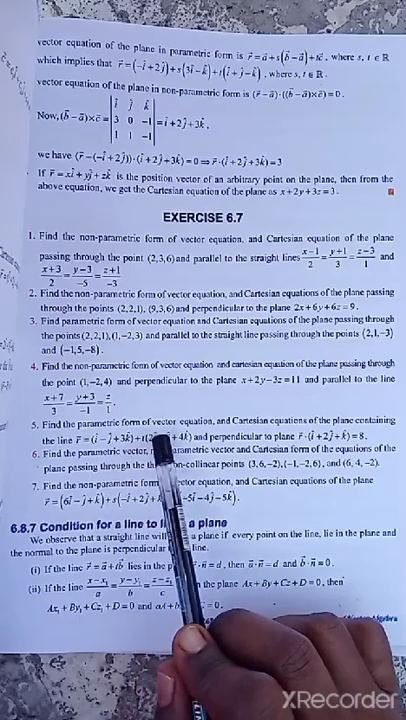 vector equation of the plane in parametric form is r⃗ = a⃗ + s(b⃗ − a⃗) + tc⃗, where s, t ∈ ℝ
which implies that r⃗ = (−î + 2ĵ) + s(3î − k̂) + t(î + ĵ − k̂), where s, t ∈ ℝ.
vector equation of the plane in non-parametric form is (r⃗ − a⃗)·((b⃗ − a⃗)×c⃗) = 0.
Now, (b⃗ − a⃗)×c⃗ = | î ĵ k̂ |
| 3 0 −1 | = î + 2ĵ + 3k̂,
| 1 1 −1 |
we have (r⃗ − (−î + 2ĵ))·(î + 2ĵ + 3k̂) = 0 ⇒ r⃗·(î + 2ĵ + 3k̂) = 3
If r⃗ = xî + yĵ + zk̂ is the position vector of an arbitrary point on the plane, then from the
above equation, we get the Cartesian equation of the plane as x + 2y + 3z = 3.
EXERCISE 6.7
1. Find the non-parametric form of vector equation, and Cartesian equation of the plane
passing through the point (2,3,6) and parallel to the straight lines (x−1)/2 = (y+1)/3 = (z−3)/1 and
(x+3)/2 = (y−3)/−5 = (z+1)/−3
2. Find the non-parametric form of vector equation, and Cartesian equations of the plane passing
through the points (2,2,1), (9,3,6) and perpendicular to the plane 2x + 6y + 6z = 9.
3. Find parametric form of vector equation and Cartesian equations of the plane passing through
the points (2,2,1), (1,−2,3) and parallel to the straight line passing through the points (2,1,−3)
and (−1,5,−8).
4. Find the non-parametric form of vector equation and cartesian equation of the plane passing through
the point (1,−2,4) and perpendicular to the plane x + 2y − 3z = 11 and parallel to the line
(x+7)/3 = (y+3)/−1 = z/1.
5. Find the parametric form of vector equation, and Cartesian equations of the plane containing
the line r⃗ = (î − ĵ + 3k̂) + t(2 + 4k̂) and perpendicular to plane r⃗·(î + 2ĵ + k̂) = 8.
6. Find the parametric vector, rametric vector and Cartesian form of the equations of the
plane passing through the th on-collinear points (3,6,−2), (−1,−2,6), and (6,4,−2).
7. Find the non-parametric form ctor equation, and Cartesian equations of the plane
r⃗ = (6î − ĵ + k̂) + s(−î + 2ĵ + −5î − 4ĵ − 5k̂).
6.8.7 Condition for a line to l a plane
We observe that a straight line will a plane if every point on the line, lie in the plane and
the normal to the plane is perpendicular line.
(i) If the line r⃗ = a⃗ + tb⃗ lies in the p ·n⃗ = d, then a⃗·n⃗ = d and b⃗·n⃗ = 0.
(ii) If the line (x−x₁)/a = (y−y₁)/b = (z−z₁) n the plane Ax + By + Cz + D = 0, then
Ax₁ + By₁ + Cz₁ + D = 0 and aA + b = 0.
Algebra
XRecorder